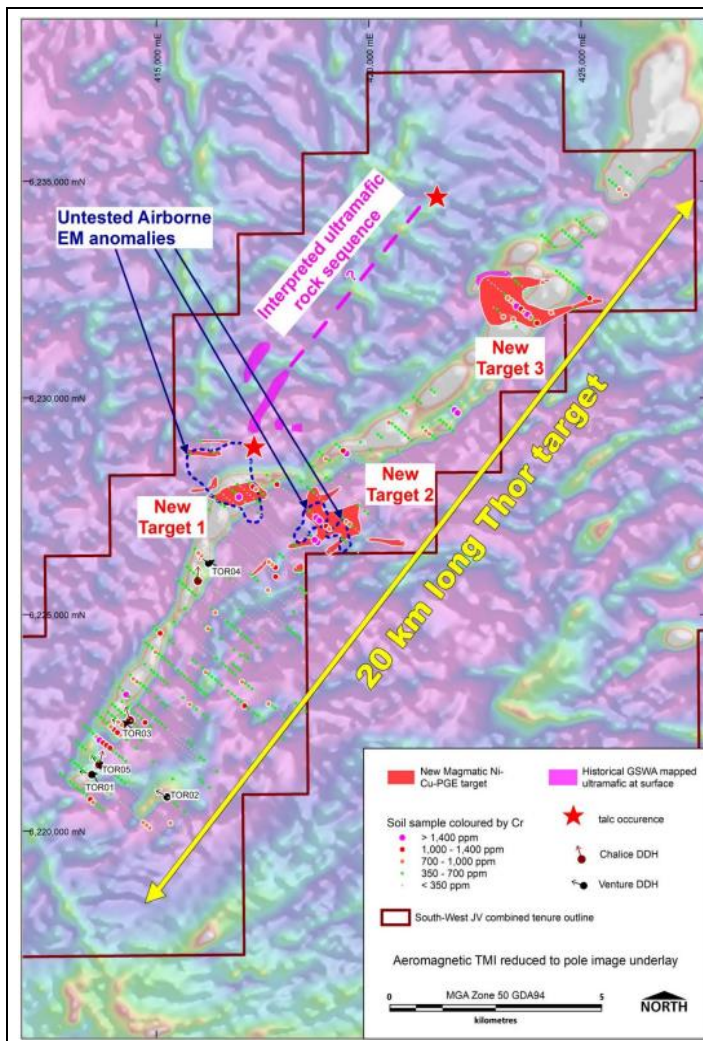 415,000 mE
420,000 mE
425,000 mE
6,235,000 mN
Untested Airborne
EM anomalies
Interpreted ultramafic
rock sequence
?
New
Target 3
6,230,000 mN
New
Target 1
New
Target 2
TOR04
6,225,000 mN
20 km long Thor target
TOR03
TOR05
TOR01
TOR02
6,220,000 mN
New Magmatic Ni-
Cu-PGE target
Historical GSWA mapped
ultramafic at surface
Soil sample coloured by Cr
> 1,400 ppm
1,000 - 1,400 ppm
700 - 1,000 ppm
350 - 700 ppm
< 350 ppm
talc occurence
Chalice DDH
Venture DDH
South-West JV combined tenure outline
Aeromagnetic TMI reduced to pole image underlay
MGA Zone 50 GDA94
0
5
kilometres
NORTH